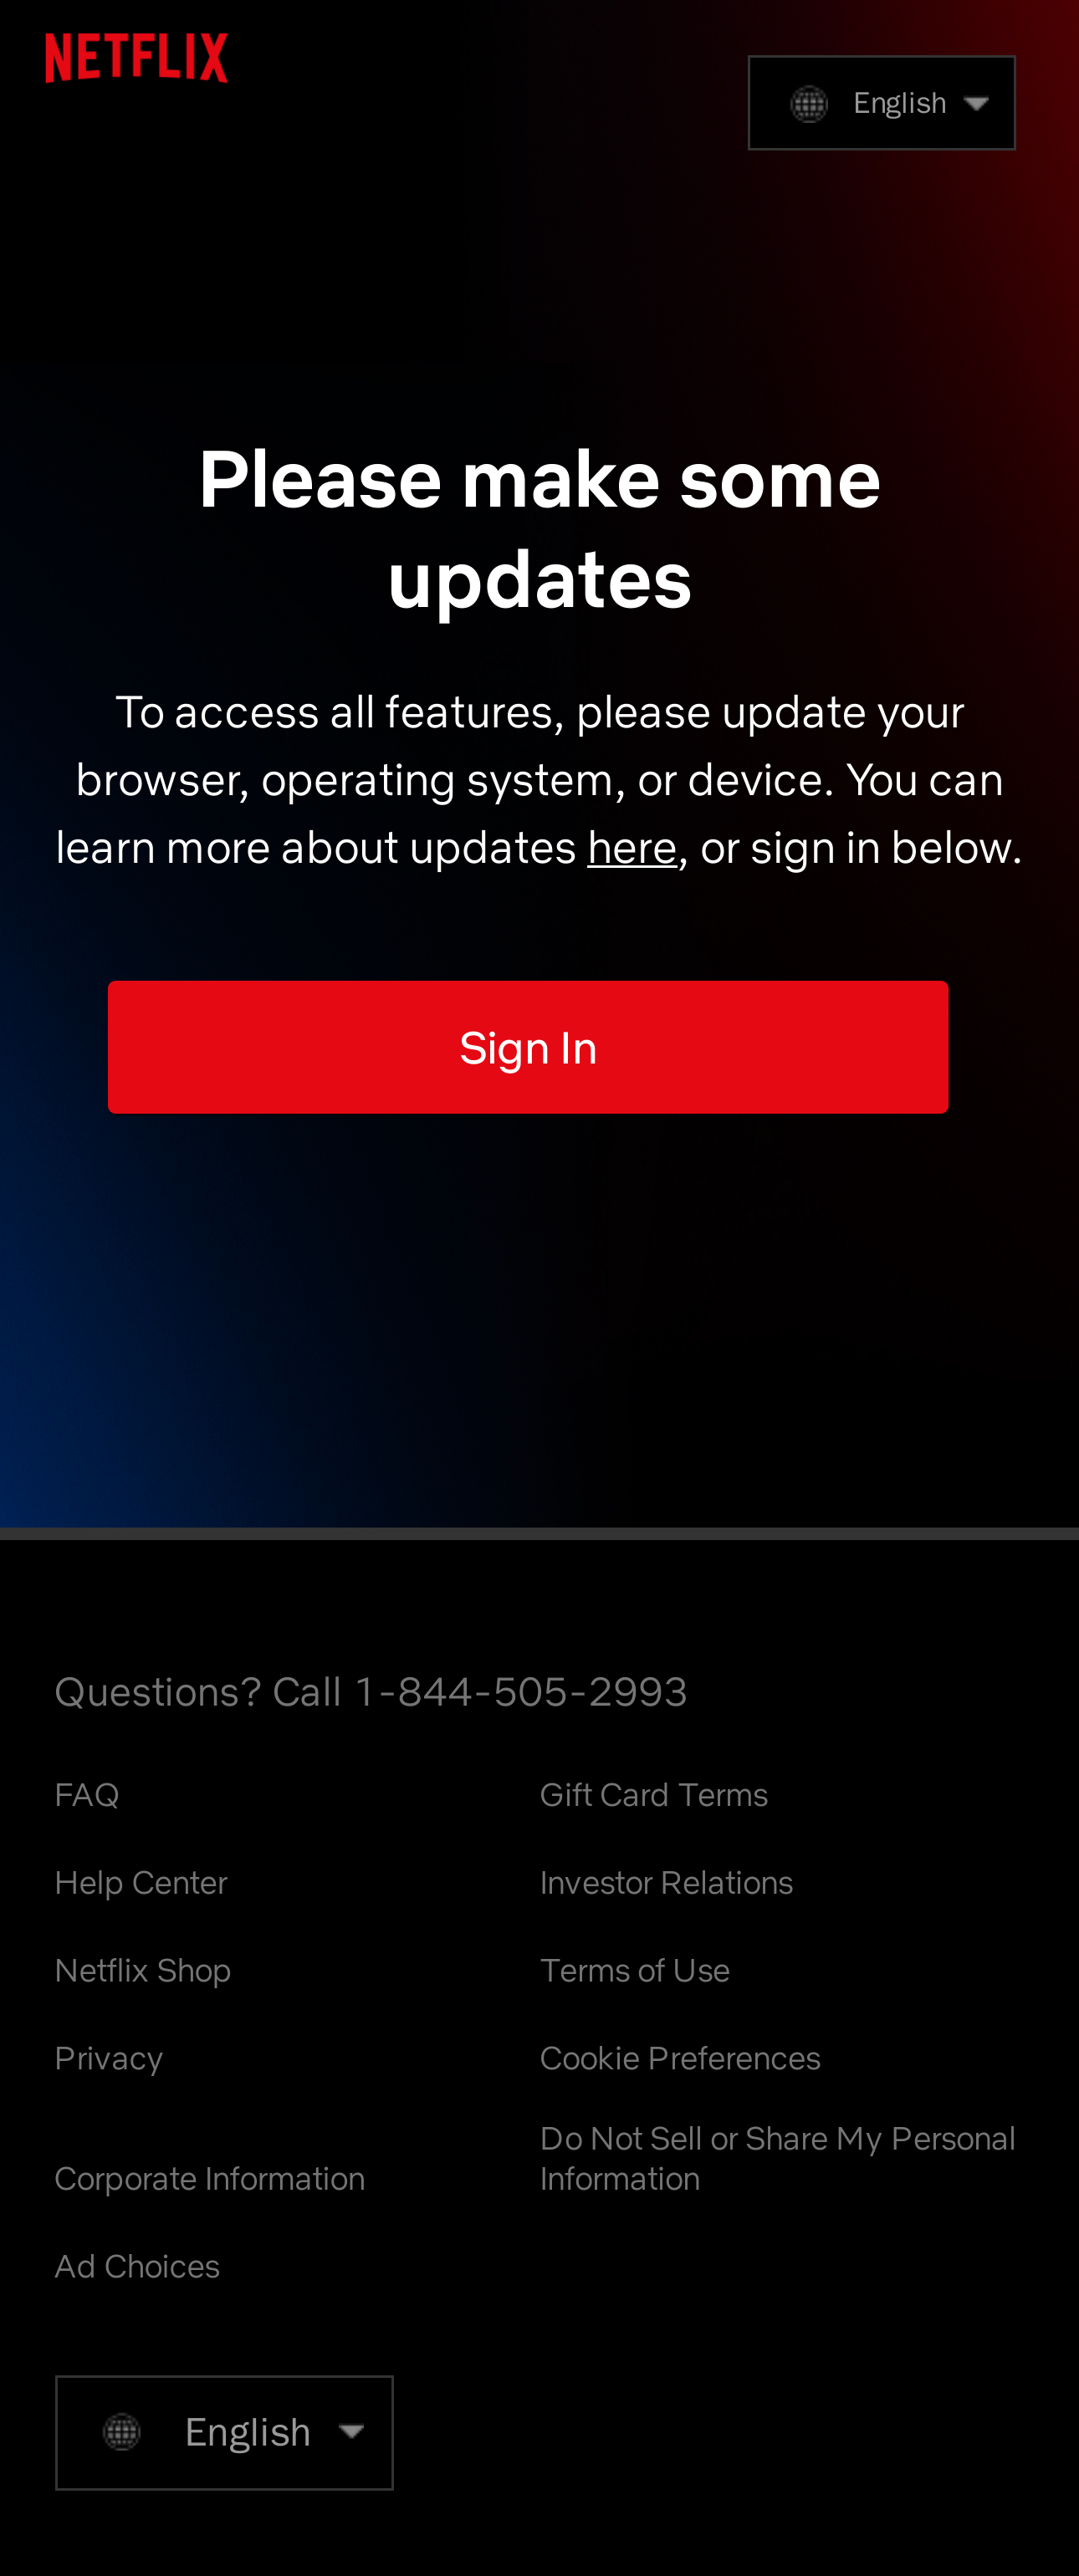 NETFLIX
English
Please make some
updates
To access all features, please update your
browser, operating system, or device. You can
learn more about updates here, or sign in below.
Sign In
Questions? Call 1-844-505-2993
FAQ
Gift Card Terms
Help Center
Investor Relations
Netflix Shop
Terms of Use
Privacy
Cookie Preferences
Corporate Information
Do Not Sell or Share My Personal
Information
Ad Choices
English